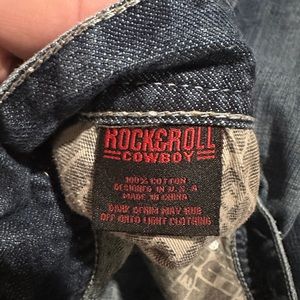 ROCK&ROLL
COWBOY
100% COTTON
DESIGNED IN U.S.A
MADE IN CHINA
DARK DENIM MAY RUB
OFF ONTO LIGHT CLOTHING